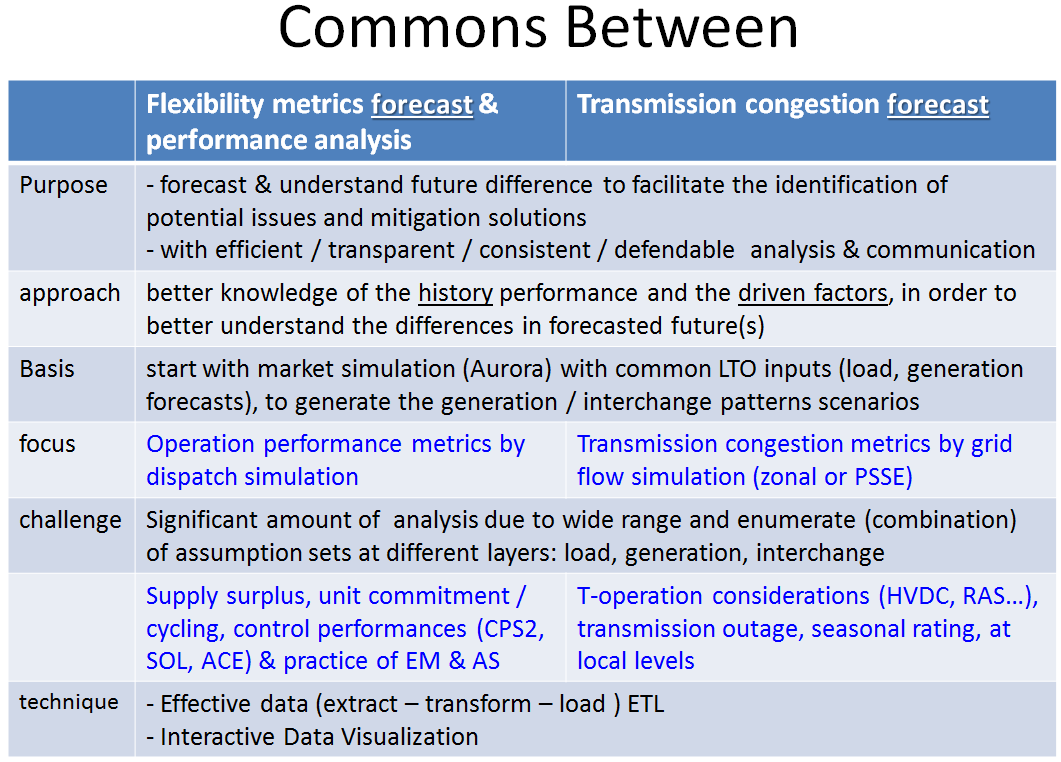 Commons Between
Flexibility metrics forecast &
performance analysis
Transmission congestion forecast
Purpose
- forecast & understand future difference to facilitate the identification of
potential issues and mitigation solutions
- with efficient / transparent / consistent / defendable  analysis & communication
approach
better knowledge of the history performance and the driven factors, in order to
better understand the differences in forecasted future(s)
Basis
start with market simulation (Aurora) with common LTO inputs (load, generation
forecasts), to generate the generation / interchange patterns scenarios
focus
Operation performance metrics by
dispatch simulation
Transmission congestion metrics by grid
flow simulation (zonal or PSSE)
challenge
Significant amount of  analysis due to wide range and enumerate (combination)
of assumption sets at different layers: load, generation, interchange
Supply surplus, unit commitment /
cycling, control performances (CPS2,
SOL, ACE) & practice of EM & AS
T-operation considerations (HVDC, RAS...),
transmission outage, seasonal rating, at
local levels
technique
- Effective data (extract – transform – load ) ETL
- Interactive Data Visualization